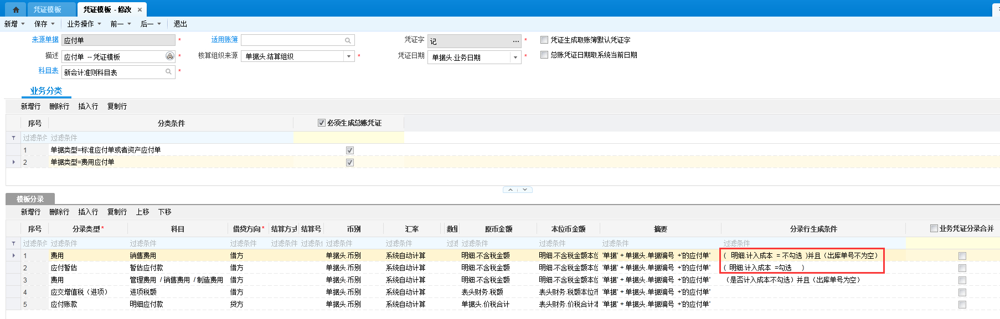 凭证模板 凭证模板 - 修改 ×
新增 保存 业务操作 前一 后一 退出
来源单据 应付单 * 适用账簿 凭证字 记 ... * 凭证生成取账簿默认凭证字
描述 应付单 -- 凭证模板 A * 核算组织来源 单据头.结算组织 * 凭证日期 单据头.业务日期 * 总账凭证日期取系统当前日期
科目表 新会计准则科目表 *
业务分类
新增行 删除行 插入行 复制行
序号 分类条件 必须生成总账凭证
过滤条件 过滤条件
1 单据类型=标准应付单或者资产应付单
2 单据类型=费用应付单
模板分录
新增行 删除行 插入行 复制行 上移 下移
序号 分录类型* 科目 借贷方向* 结算方式 结算号 币别 汇率 数量 原币金额 本位币金额 摘要 分录行生成条件 业务凭证分录合并
过滤条件 过滤条件 过滤条件 过滤条件 过滤条件 过滤条件 过滤条件 过滤条件 过滤 过滤条件 过滤条件 过滤条件 过滤条件
1 费用 销售费用 借方 单据头.币别 系统自动计算 明细.不含税金额 明细.不含税金额本位 '单据' + 单据头.单据编号 +'的应付单' ( 明细.计入成本 = 不勾选 )并且（出库单号不为空）
2 应付暂估 暂估应付款 借方 单据头.币别 系统自动计算 明细.不含税金额 明细.不含税金额本位 '单据' + 单据头.单据编号 +'的应付单' ( 明细.计入成本 =勾选 )
3 费用 管理费用 / 销售费用 / 制造费用 借方 单据头.币别 系统自动计算 明细.不含税金额 明细.不含税金额本位 '单据' + 单据头.单据编号 +'的应付单' （是否计入成本不勾选）并且（出库单号为空）
4 应交增值税（进项） 进项税额 借方 单据头.币别 系统自动计算 表头财务.税额 表头财务.税额本位币 '单据' + 单据头.单据编号 +'的应付单'
5 应付账款 明细应付款 贷方 单据头.币别 系统自动计算 单据头.价税合计 表头财务.价税合计本 '单据' + 单据头.单据编号 +'的应付单'